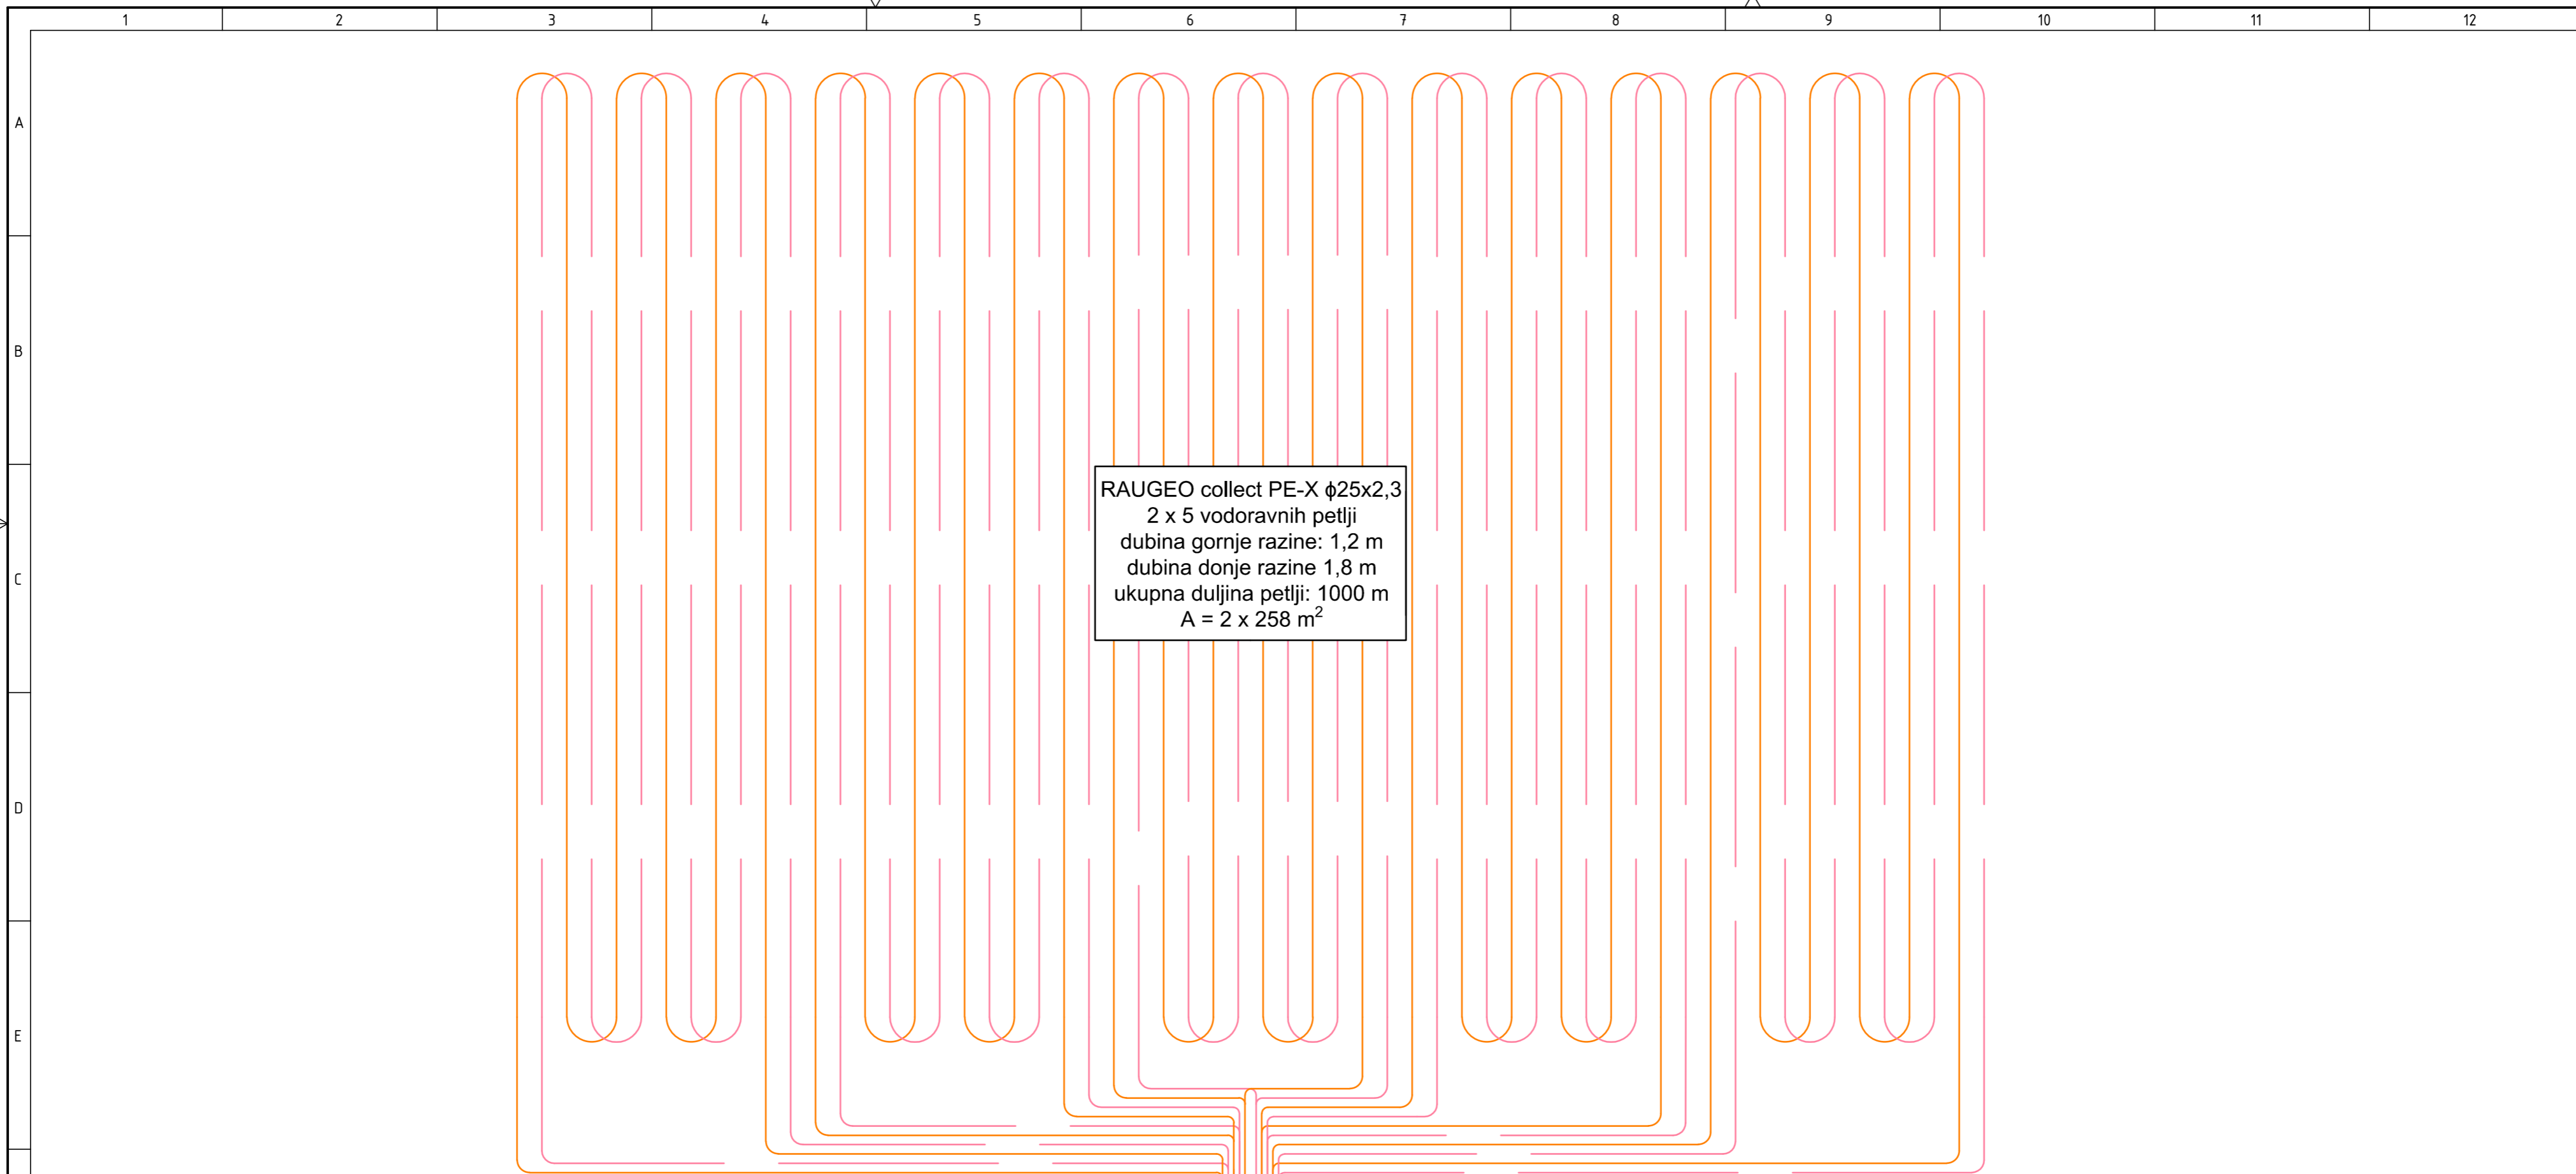 1 2 3 4 5 6 7 8 9 10 11 12
A
B
RAUGEO collect PE-X ϕ25x2,3
2 x 5 vodoravnih petlji
dubina gornje razine: 1,2 m
dubina donje razine 1,8 m
ukupna duljina petlji: 1000 m
A = 2 x 258 m²
C
D
E